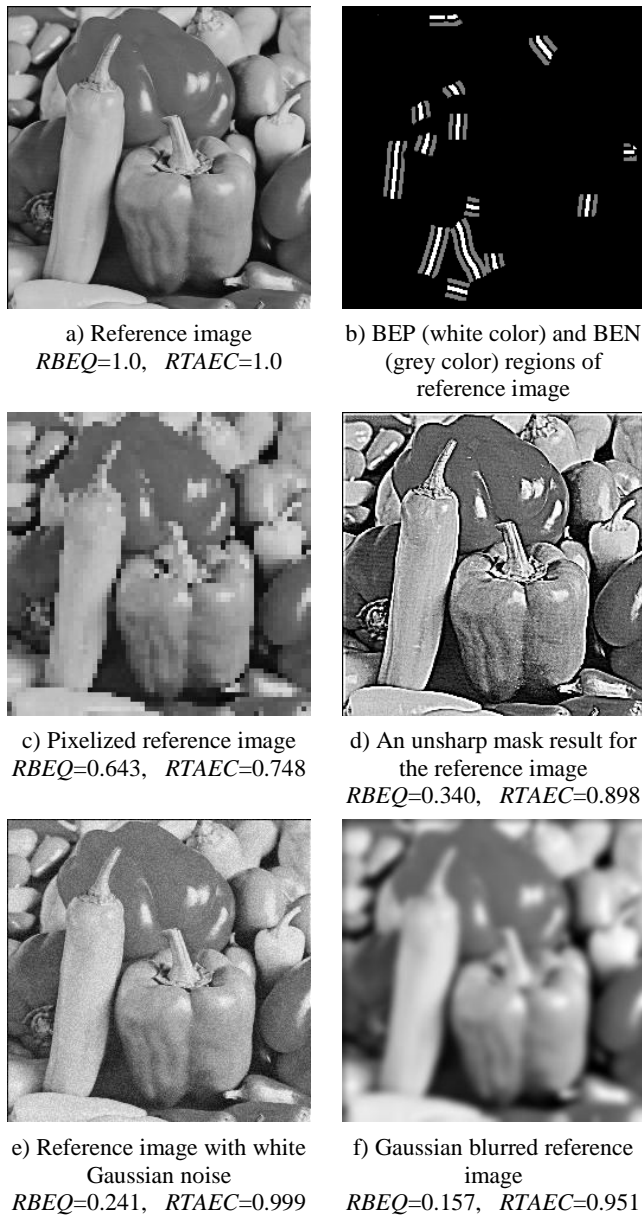 a) Reference image
RBEQ=1.0, RTAEC=1.0
b) BEP (white color) and BEN
(grey color) regions of
reference image
c) Pixelized reference image
RBEQ=0.643, RTAEC=0.748
d) An unsharp mask result for
the reference image
RBEQ=0.340, RTAEC=0.898
e) Reference image with white
Gaussian noise
RBEQ=0.241, RTAEC=0.999
f) Gaussian blurred reference
image
RBEQ=0.157, RTAEC=0.951